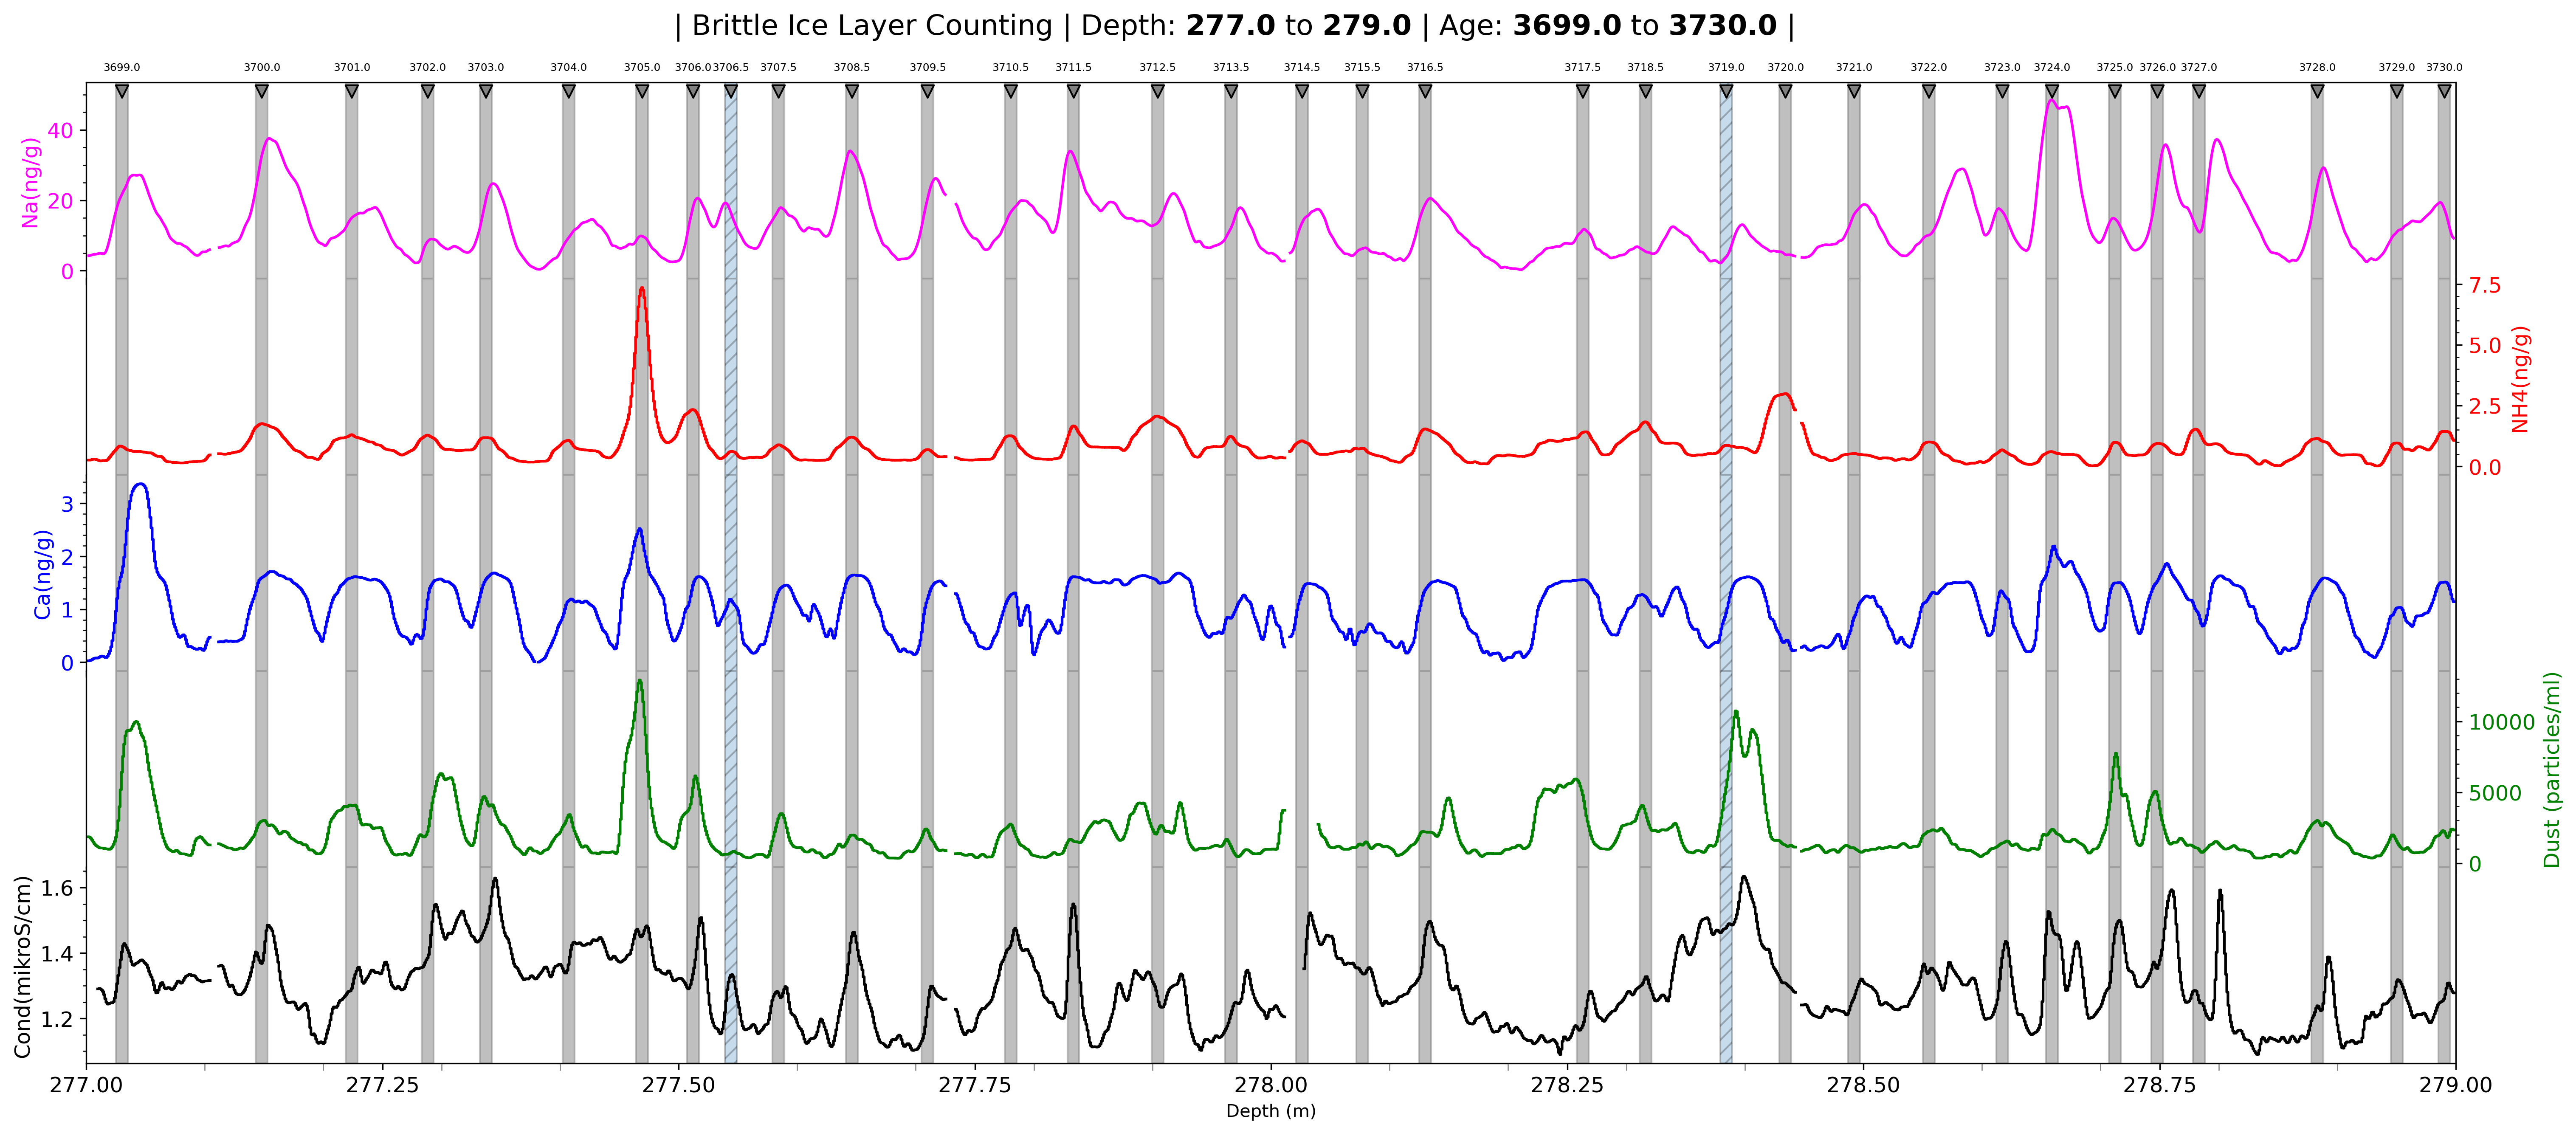 | Brittle Ice Layer Counting | Depth: 277.0 to 279.0 | Age: 3699.0 to 3730.0 |
3699.0 3700.0 3701.0 3702.0 3703.0 3704.0 3705.0 3706.0 3706.5 3707.5 3708.5 3709.5 3710.5 3711.5 3712.5 3713.5 3714.5 3715.5 3716.5 3717.5 3718.5 3719.0 3720.0 3721.0 3722.0 3723.0 3724.0 3725.0 3726.0 3727.0 3728.0 3729.0 3730.0
Na(ng/g)
40
20
0
NH4(ng/g)
7.5
5.0
2.5
0.0
Ca(ng/g)
3
2
1
0
Dust (particles/ml)
10000
5000
0
Cond(mikroS/cm)
1.6
1.4
1.2
277.00 277.25 277.50 277.75 278.00 278.25 278.50 278.75 279.00
Depth (m)